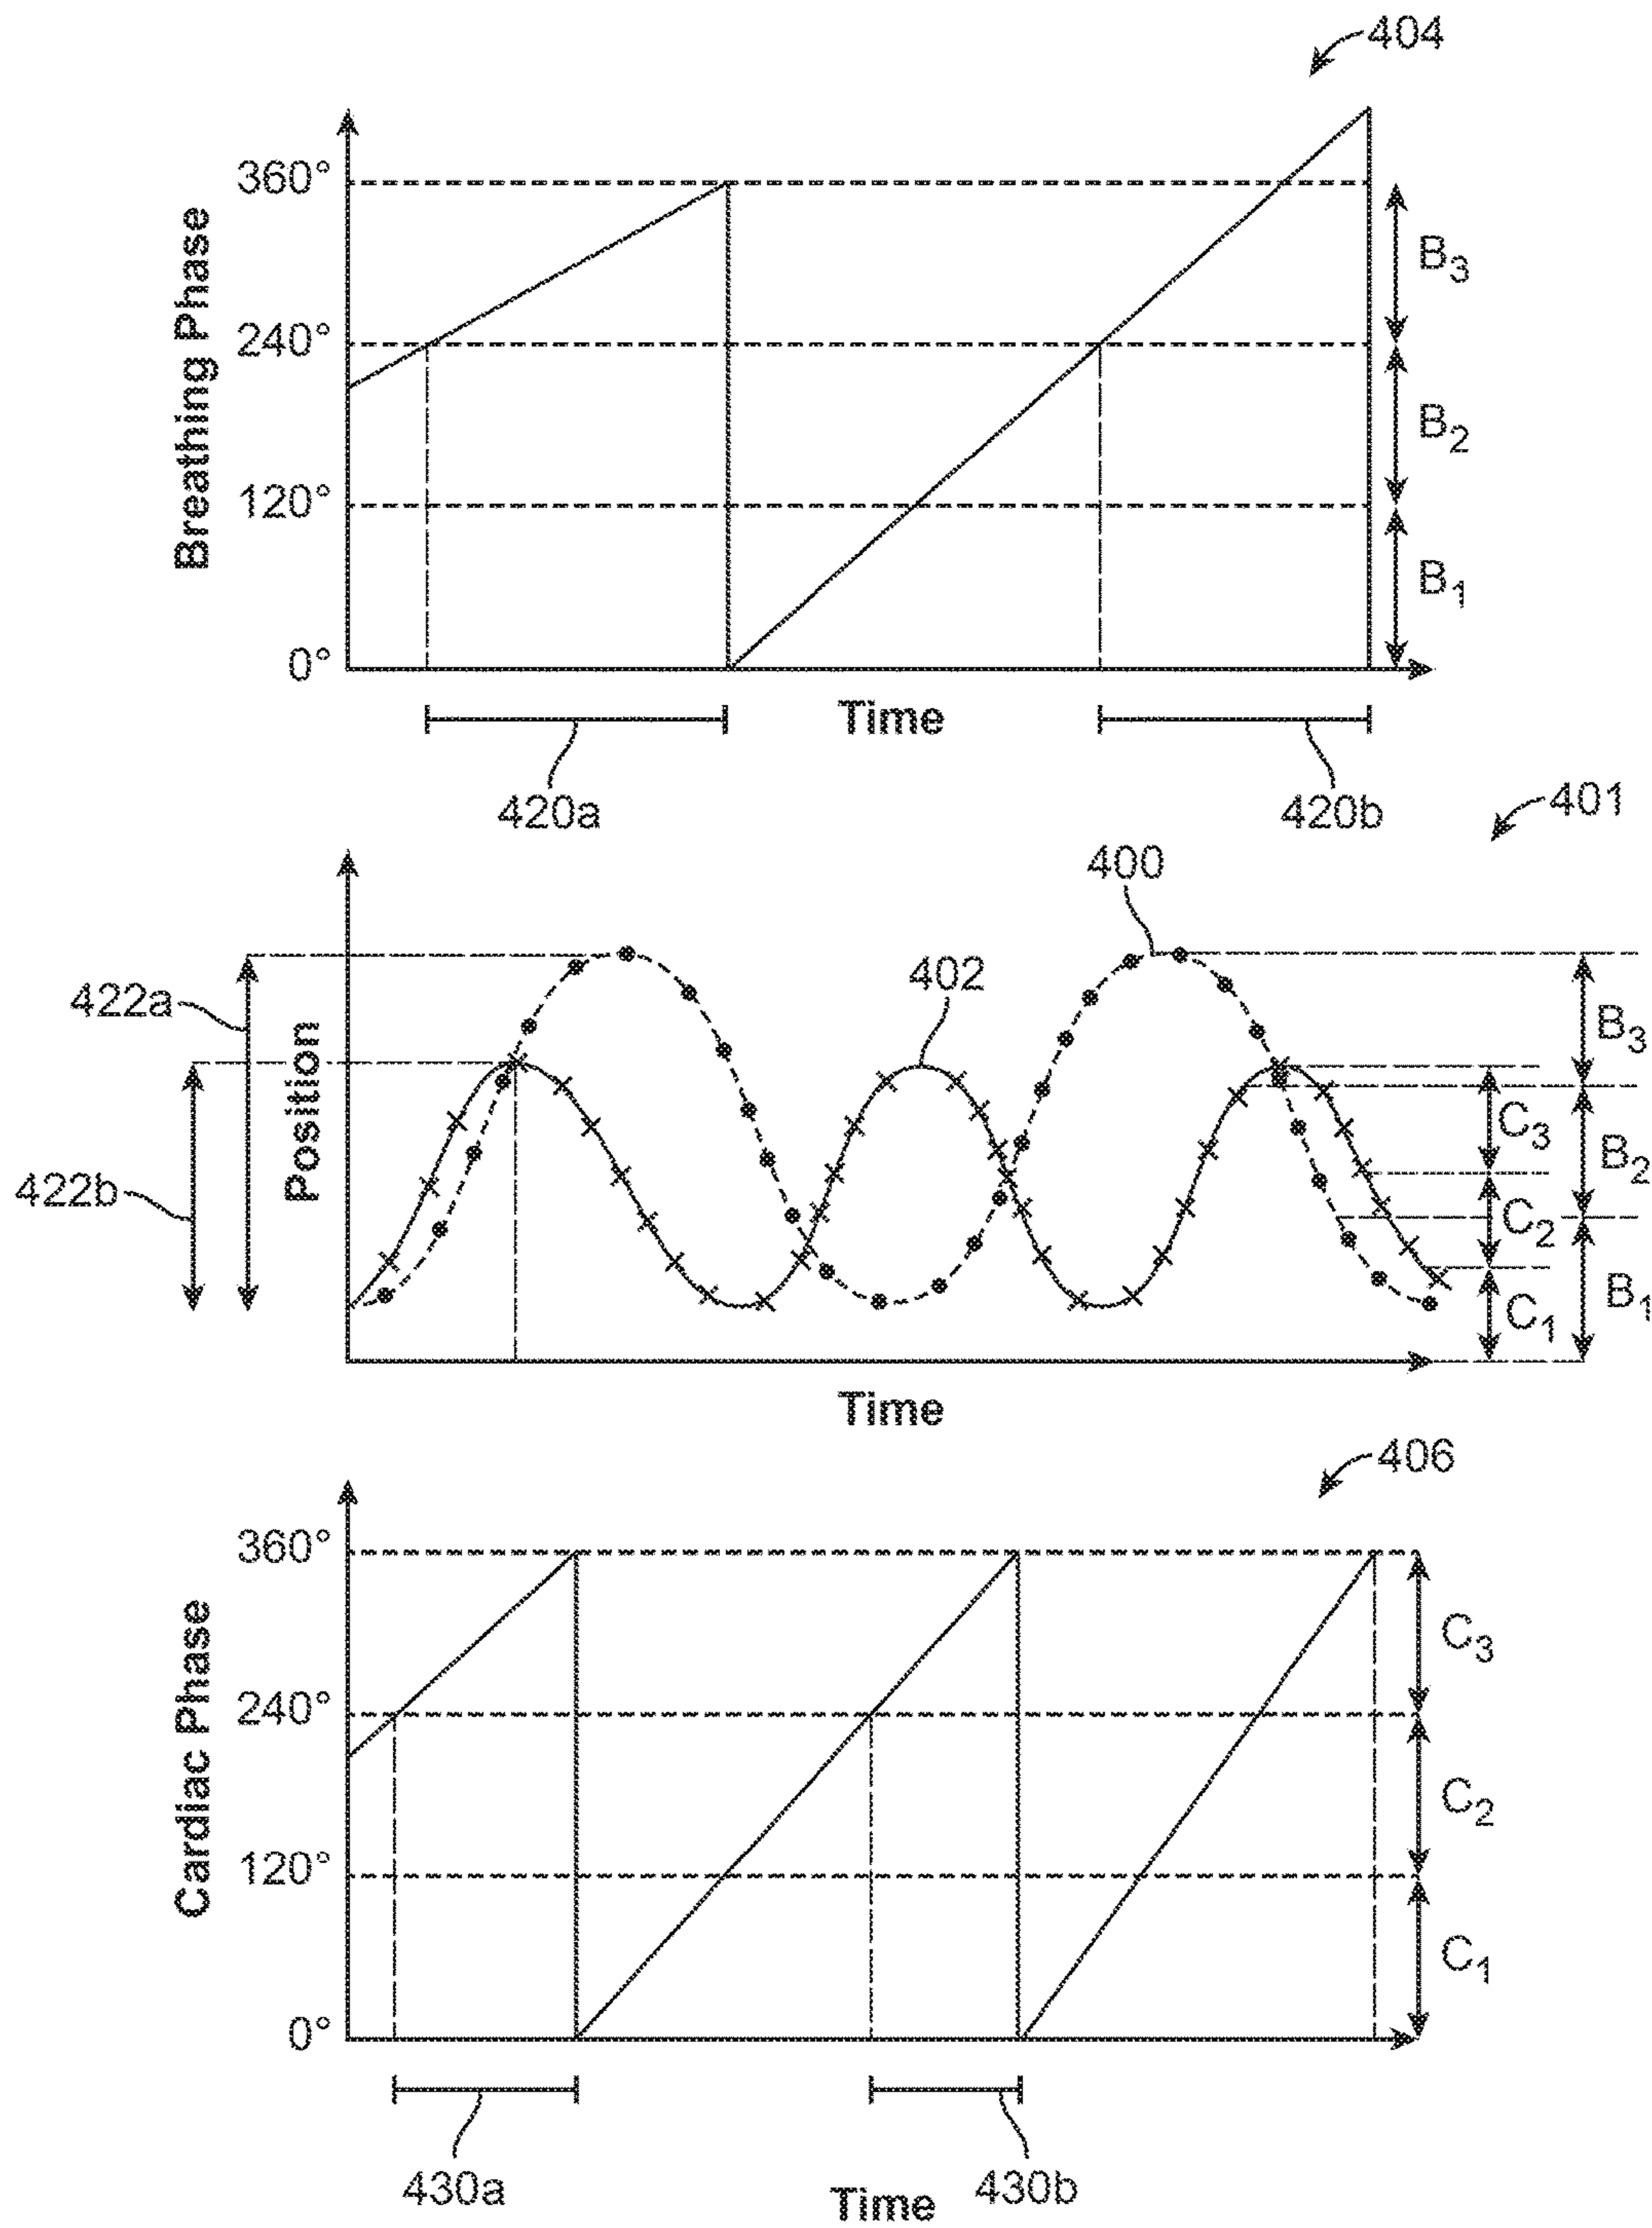 404
360°
240°
120°
0°
Breathing Phase
B3
B2
B1
Time
420a
420b
401
400
402
422a
422b
Position
B3
C3
B2
C2
C1
B1
Time
406
360°
240°
120°
0°
Cardiac Phase
C3
C2
C1
430a
430b
Time